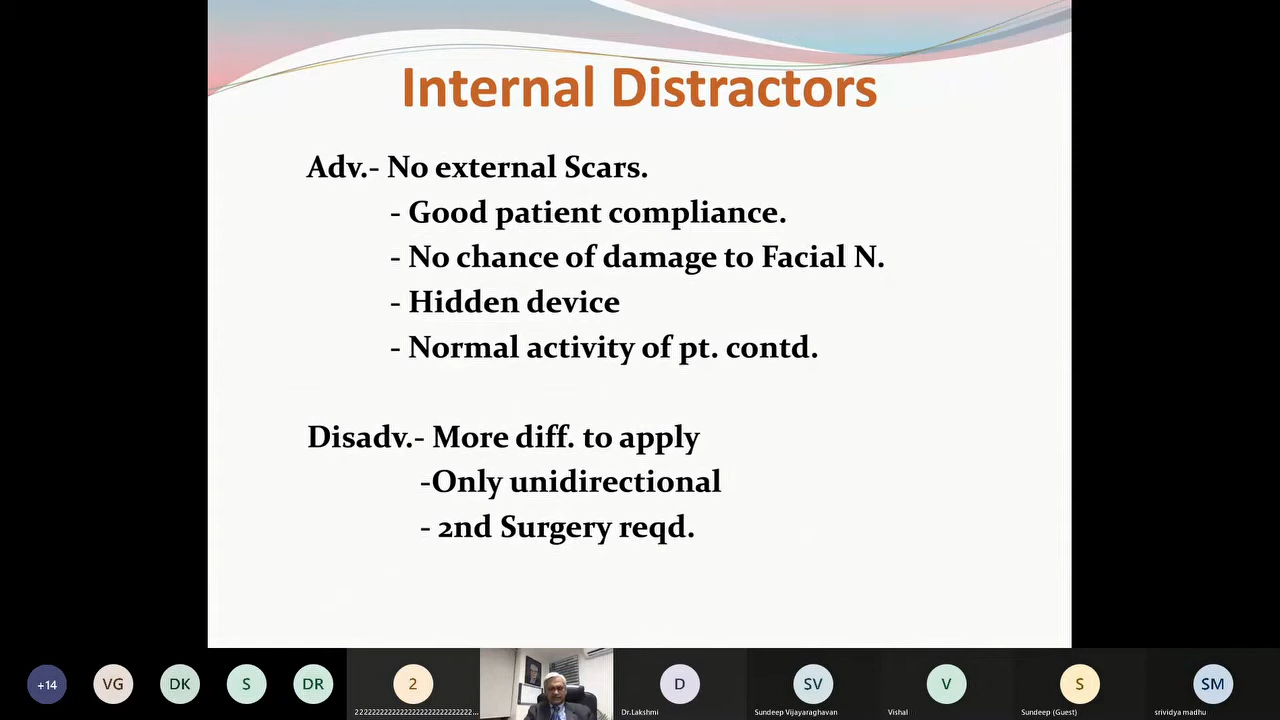 Internal Distractors
Adv.- No external Scars.
- Good patient compliance.
- No chance of damage to Facial N.
- Hidden device
- Normal activity of pt. contd.
Disadv.- More diff. to apply
-Only unidirectional
- 2nd Surgery reqd.
+14
VG
DK
S
DR
2
D
SV
V
S
SM
Dr.Lakshmi
Sundeep Vijayaraghavan
Vishal
Sundeep (Guest)
srividya madhu